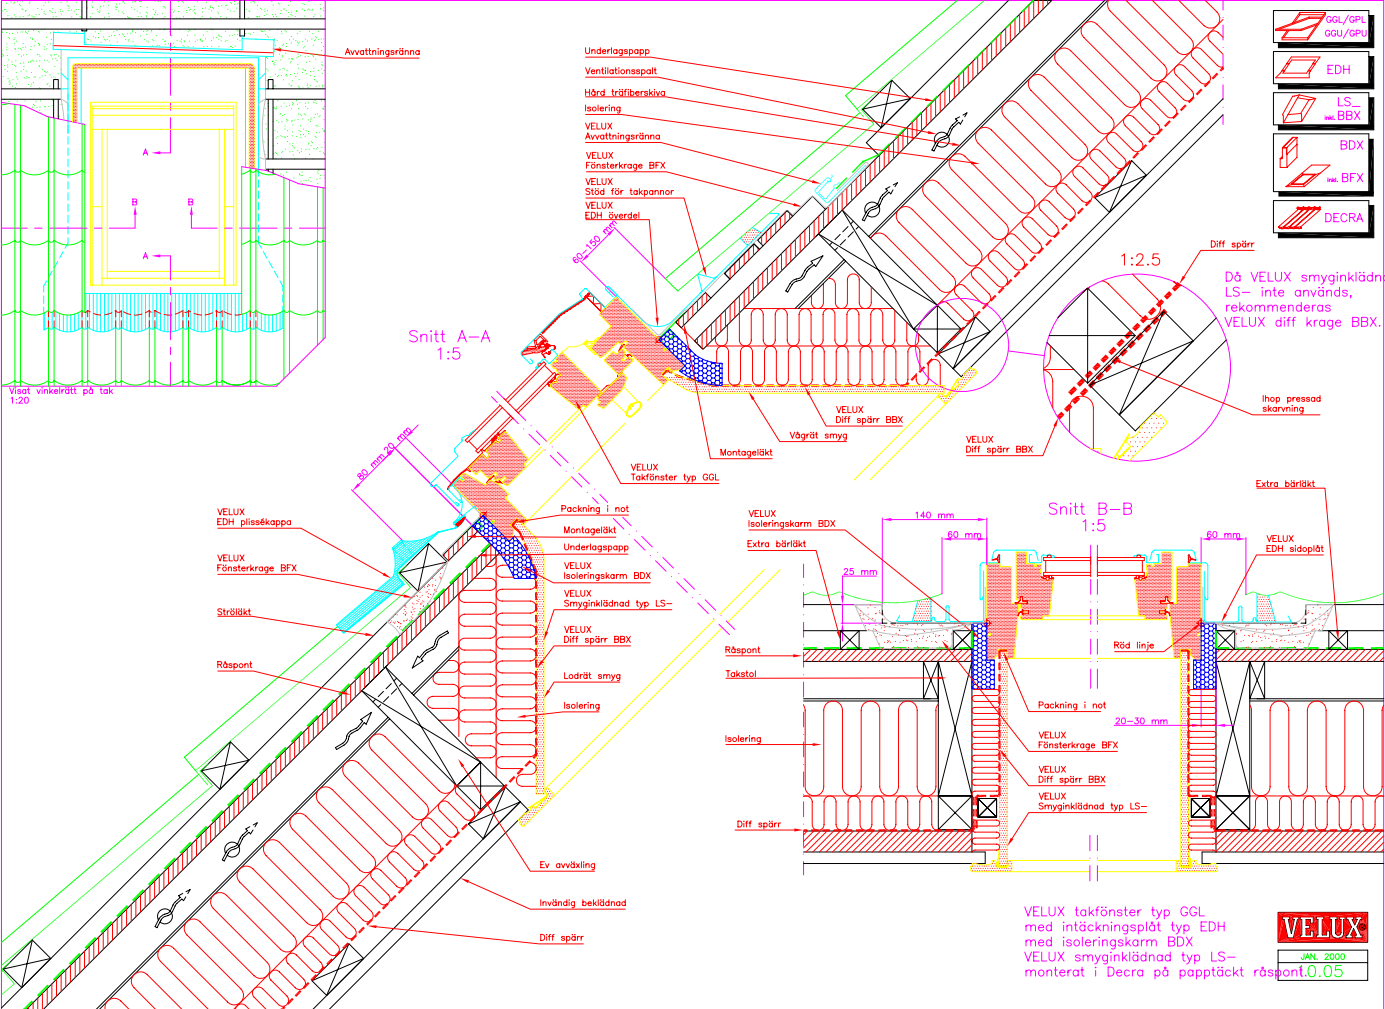 Avvattningsränna
A
B
B
A
Visat vinkelrätt på tak
1:20
Snitt A-A
1:5
Underlagspapp
Ventilationsspalt
Hård träfiberskiva
Isolering
VELUX
Avvattningsränna
VELUX
Fönsterkrage BFX
VELUX
Stöd för takpannor
VELUX
EDH överdel
60-150 mm
GGL/GPL
GGU/GPU
EDH
LS_
inkl. BBX
BDX
inkl. BFX
DECRA
1:2.5
Diff spärr
Då VELUX smyginklädna
LS- inte används,
rekommenderas
VELUX diff krage BBX.
Ihop pressad
skarvning
VELUX
Diff spärr BBX
VELUX
Diff spärr BBX
Vågrät smyg
Montageläkt
VELUX
Takfönster typ GGL
80 mm
20 mm
VELUX
EDH plissékappa
VELUX
Fönsterkrage BFX
Ströläkt
Råspont
Packning i not
Montageläkt
Underlagspapp
VELUX
Isoleringskarm BDX
VELUX
Smyginklädnad typ LS-
VELUX
Diff spärr BBX
Lodrät smyg
Isolering
Ev avväxling
Invändig beklädnad
Diff spärr
Snitt B-B
1:5
Extra bärläkt
VELUX
Isoleringskarm BDX
Extra bärläkt
140 mm
60 mm
60 mm
VELUX
EDH sidoplåt
25 mm
Råspont
Takstol
Röd linje
Packning i not
20-30 mm
Isolering
VELUX
Fönsterkrage BFX
VELUX
Diff spärr BBX
VELUX
Smyginklädnad typ LS-
Diff spärr
VELUX takfönster typ GGL
med intäckningsplåt typ EDH
med isoleringskarm BDX
VELUX smyginklädnad typ LS-
monterat i Decra på papptäckt råspont.
VELUX
JAN. 2000
1.0.05